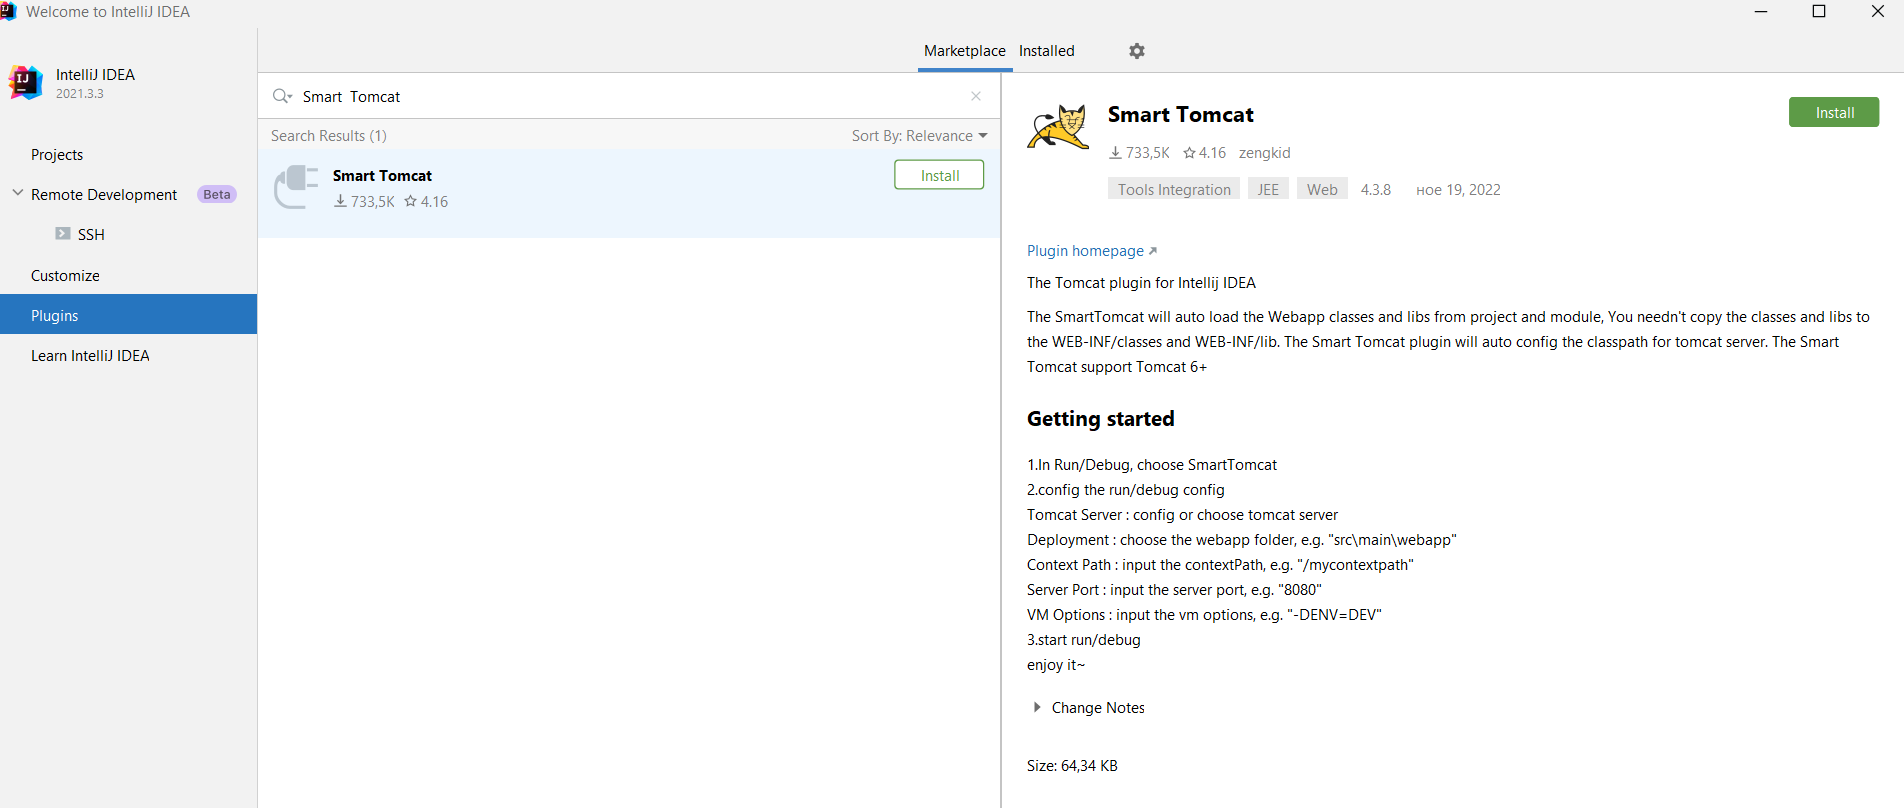 Welcome to IntelliJ IDEA
IntelliJ IDEA
2021.3.3
Projects
Remote Development Beta
SSH
Customize
Plugins
Learn IntelliJ IDEA
Marketplace Installed
Smart  Tomcat
Search Results (1) Sort By: Relevance
Smart Tomcat
Install
733,5K 4.16
Smart Tomcat
Install
733,5K 4.16 zengkid
Tools Integration JEE Web 4.3.8 ное 19, 2022
Plugin homepage
The Tomcat plugin for Intellij IDEA
The SmartTomcat will auto load the Webapp classes and libs from project and module, You needn't copy the classes and libs to
the WEB-INF/classes and WEB-INF/lib. The Smart Tomcat plugin will auto config the classpath for tomcat server. The Smart
Tomcat support Tomcat 6+
Getting started
1.In Run/Debug, choose SmartTomcat
2.config the run/debug config
Tomcat Server : config or choose tomcat server
Deployment : choose the webapp folder, e.g. "src\main\webapp"
Context Path : input the contextPath, e.g. "/mycontextpath"
Server Port : input the server port, e.g. "8080"
VM Options : input the vm options, e.g. "-DENV=DEV"
3.start run/debug
enjoy it~
Change Notes
Size: 64,34 KB